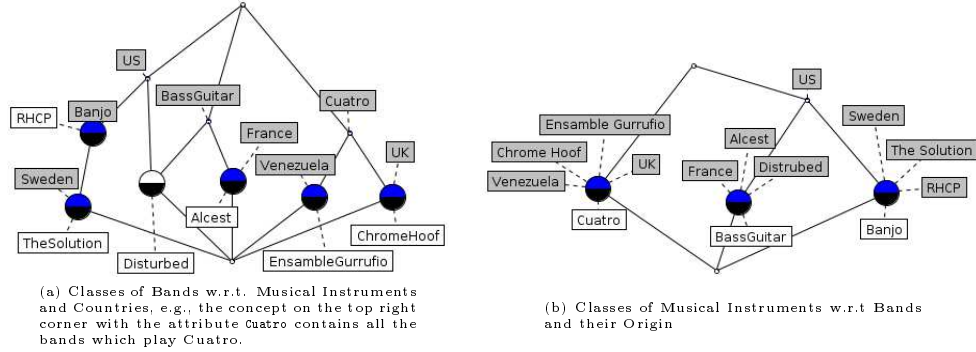 US
BassGuitar
Cuatro
RHCP
Banjo
France
UK
Venezuela
Sweden
Alcest
TheSolution
ChromeHoof
Disturbed
EnsambleGurrufio
(a) Classes of Bands w.r.t. Musical Instruments
and Countries, e.g., the concept on the top right
corner with the attribute Cuatro contains all the
bands which play Cuatro.
US
Ensamble Gurrufio
Sweden
Alcest
Chrome Hoof
The Solution
UK
France
Distrubed
Venezuela
RHCP
Cuatro
BassGuitar
Banjo
(b) Classes of Musical Instruments w.r.t Bands
and their Origin